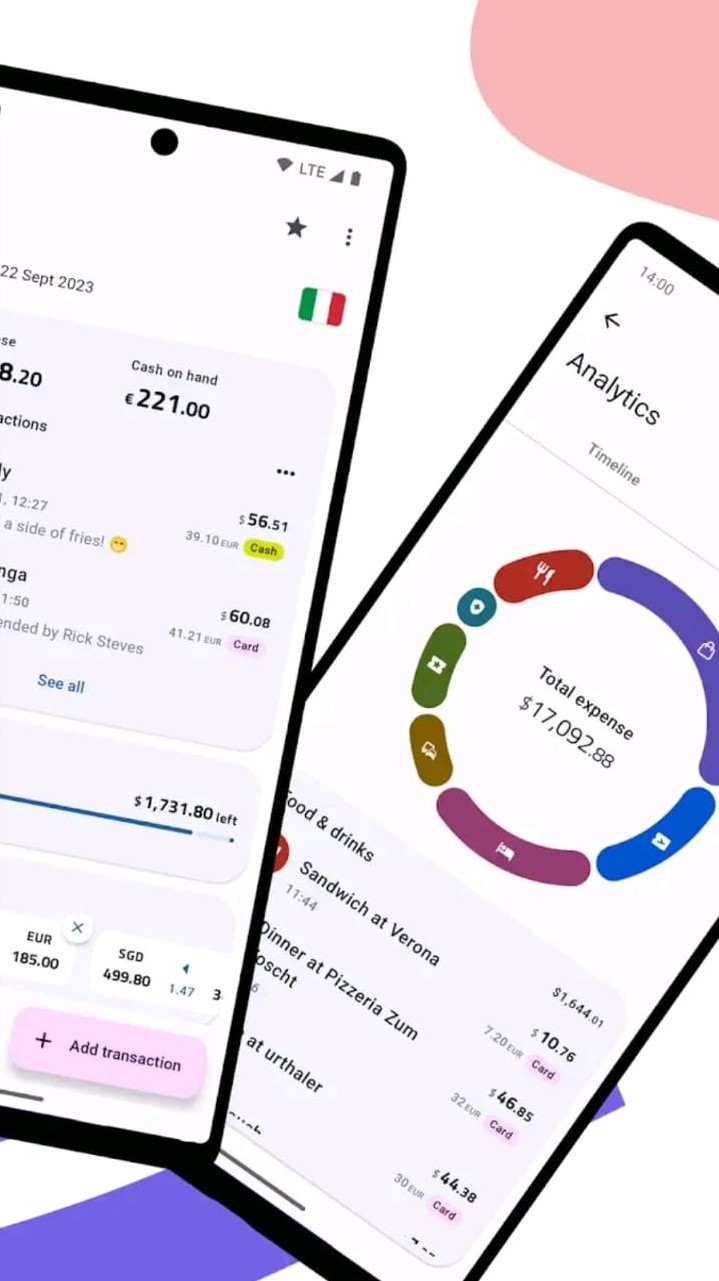 LTE
22 Sept 2023
8.20
Cash on hand
€221.00
, 12:27
$56.51
a side of fries! 😁
39.10 EUR Cash
1:50
$60.08
ended by Rick Steves
41.21 EUR Card
See all
$1,731.80 left
EUR
185.00
SGD
499.80
1.47
3
+ Add transaction
14:00
Analytics
Timeline
Total expense
$17,092.88
Food & drinks
$1,644.01
Sandwich at Verona
11:44
$10.76
7.20 EUR Card
Dinner at Pizzeria Zum
oscht
6
$46.85
32 EUR Card
at urthaler
$44.38
30 EUR Card